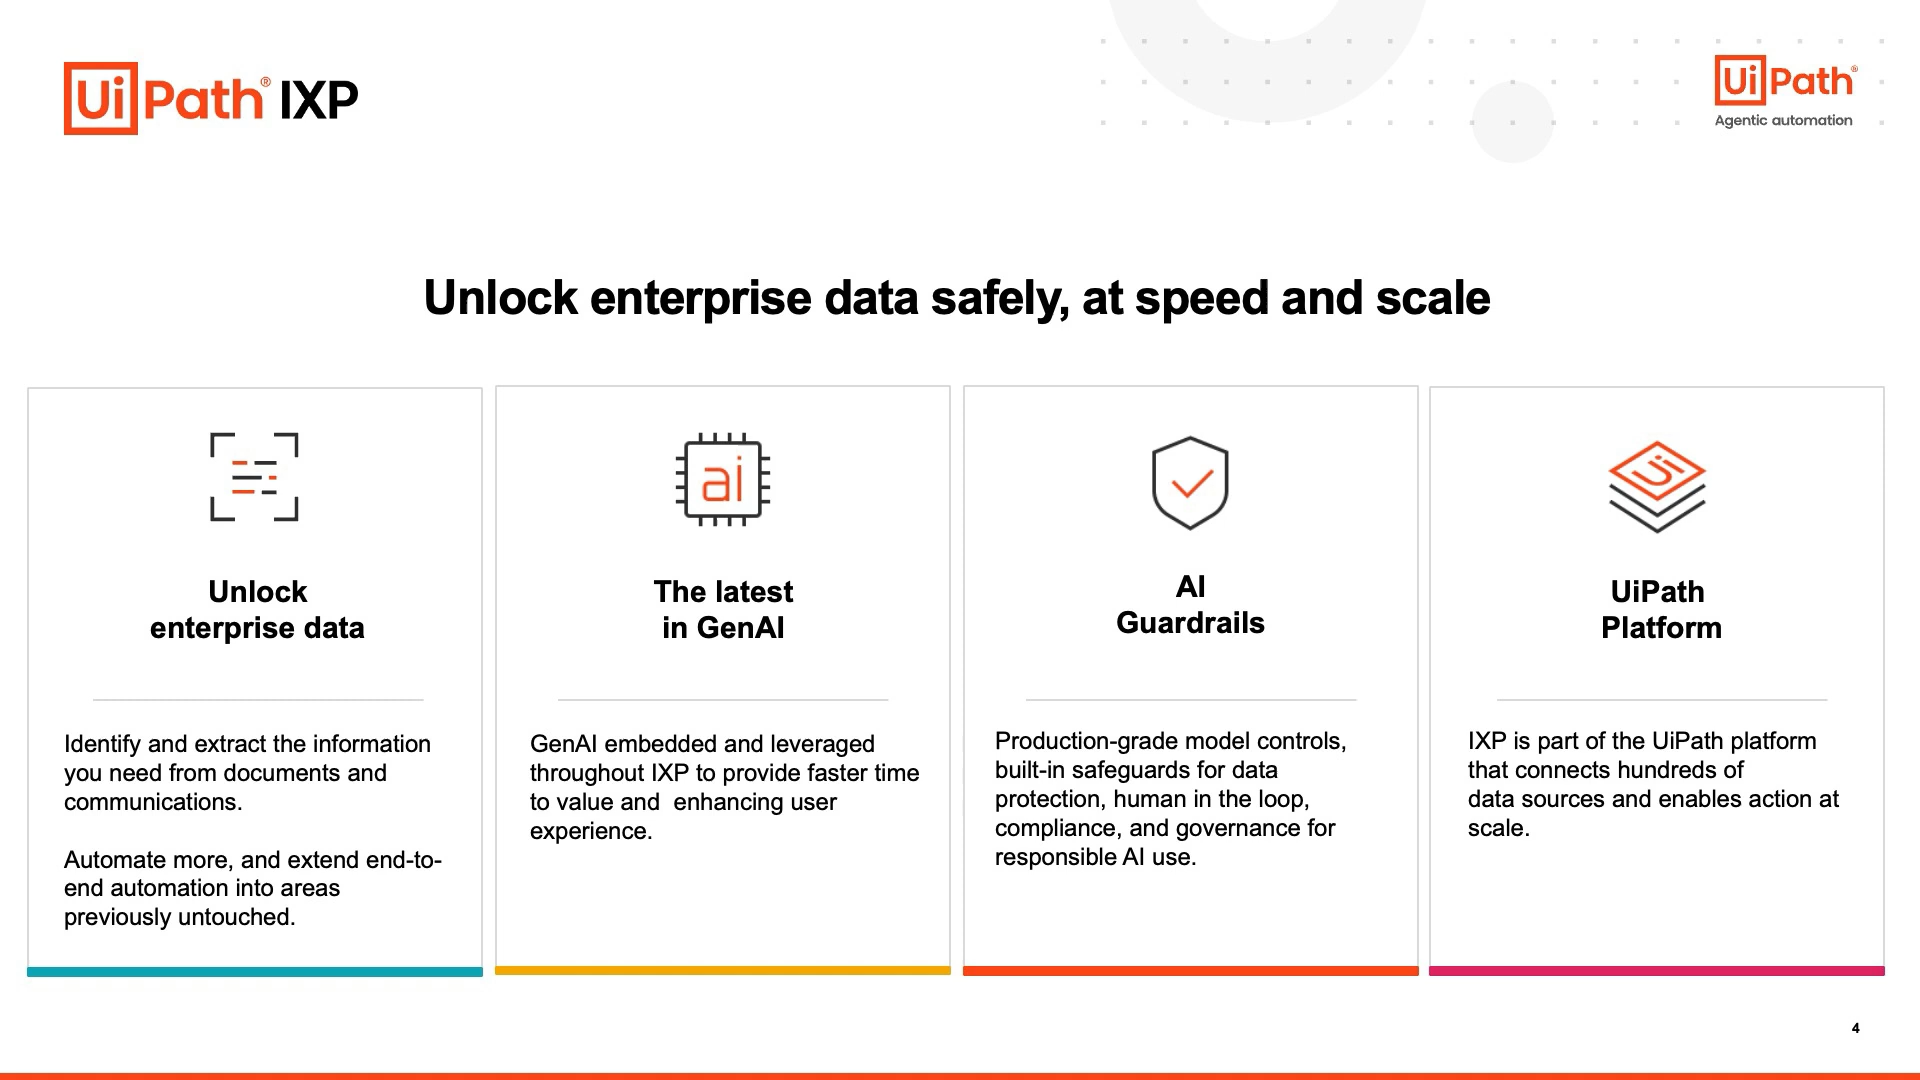 UiPath® IXP
UiPath®
Agentic automation
Unlock enterprise data safely, at speed and scale
Unlock
enterprise data
Identify and extract the information
you need from documents and
communications.
Automate more, and extend end-to-
end automation into areas
previously untouched.
ai
The latest
in GenAI
GenAI embedded and leveraged
throughout IXP to provide faster time
to value and  enhancing user
experience.
AI
Guardrails
Production-grade model controls,
built-in safeguards for data
protection, human in the loop,
compliance, and governance for
responsible AI use.
Ui
UiPath
Platform
IXP is part of the UiPath platform
that connects hundreds of
data sources and enables action at
scale.
4